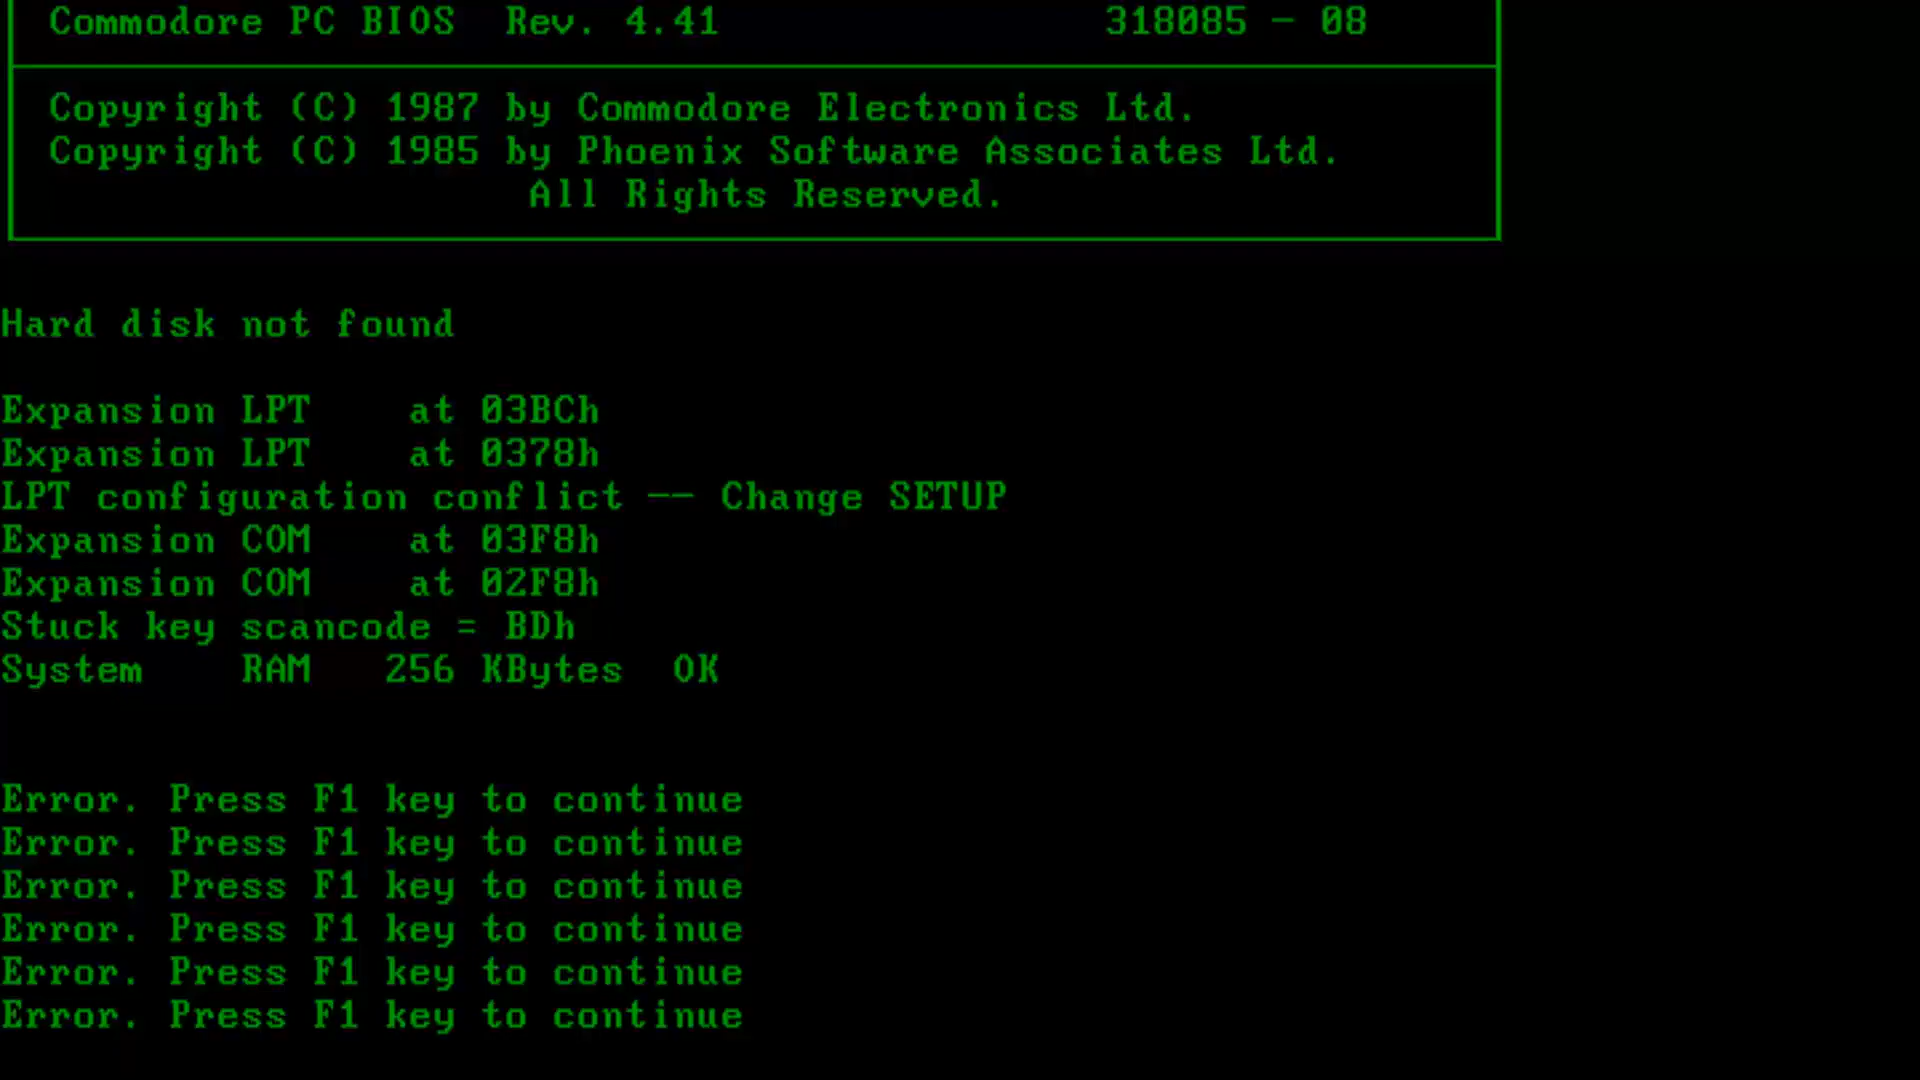 Commodore PC BIOS Rev. 4.41 318085 - 08
Copyright (C) 1987 by Commodore Electronics Ltd.
Copyright (C) 1985 by Phoenix Software Associates Ltd.
All Rights Reserved.
Hard disk not found
Expansion LPT at 03BCh
Expansion LPT at 0378h
LPT configuration conflict -- Change SETUP
Expansion COM at 03F8h
Expansion COM at 02F8h
Stuck key scancode = BDh
System RAM 256 KBytes OK
Error. Press F1 key to continue
Error. Press F1 key to continue
Error. Press F1 key to continue
Error. Press F1 key to continue
Error. Press F1 key to continue
Error. Press F1 key to continue